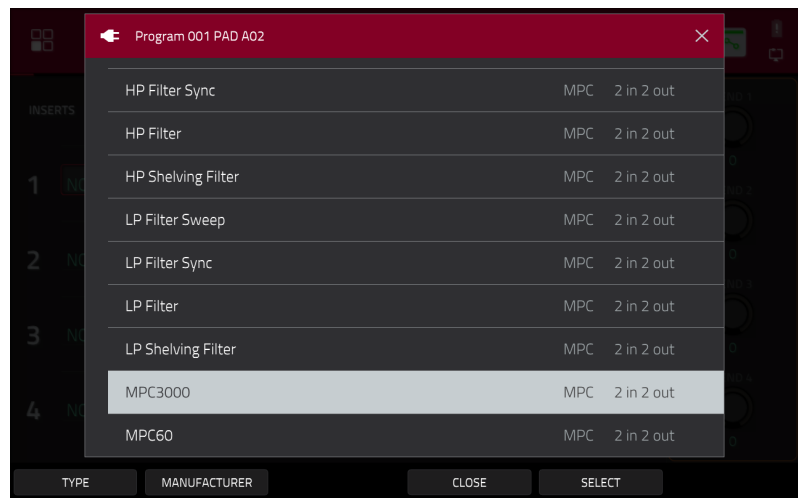 Program 001 PAD A02
HP Filter Sync MPC 2 in 2 out
HP Filter MPC 2 in 2 out
HP Shelving Filter MPC 2 in 2 out
LP Filter Sweep MPC 2 in 2 out
LP Filter Sync MPC 2 in 2 out
LP Filter MPC 2 in 2 out
LP Shelving Filter MPC 2 in 2 out
MPC3000 MPC 2 in 2 out
MPC60 MPC 2 in 2 out
INSERTS
1
2
3
4
TYPE MANUFACTURER CLOSE SELECT